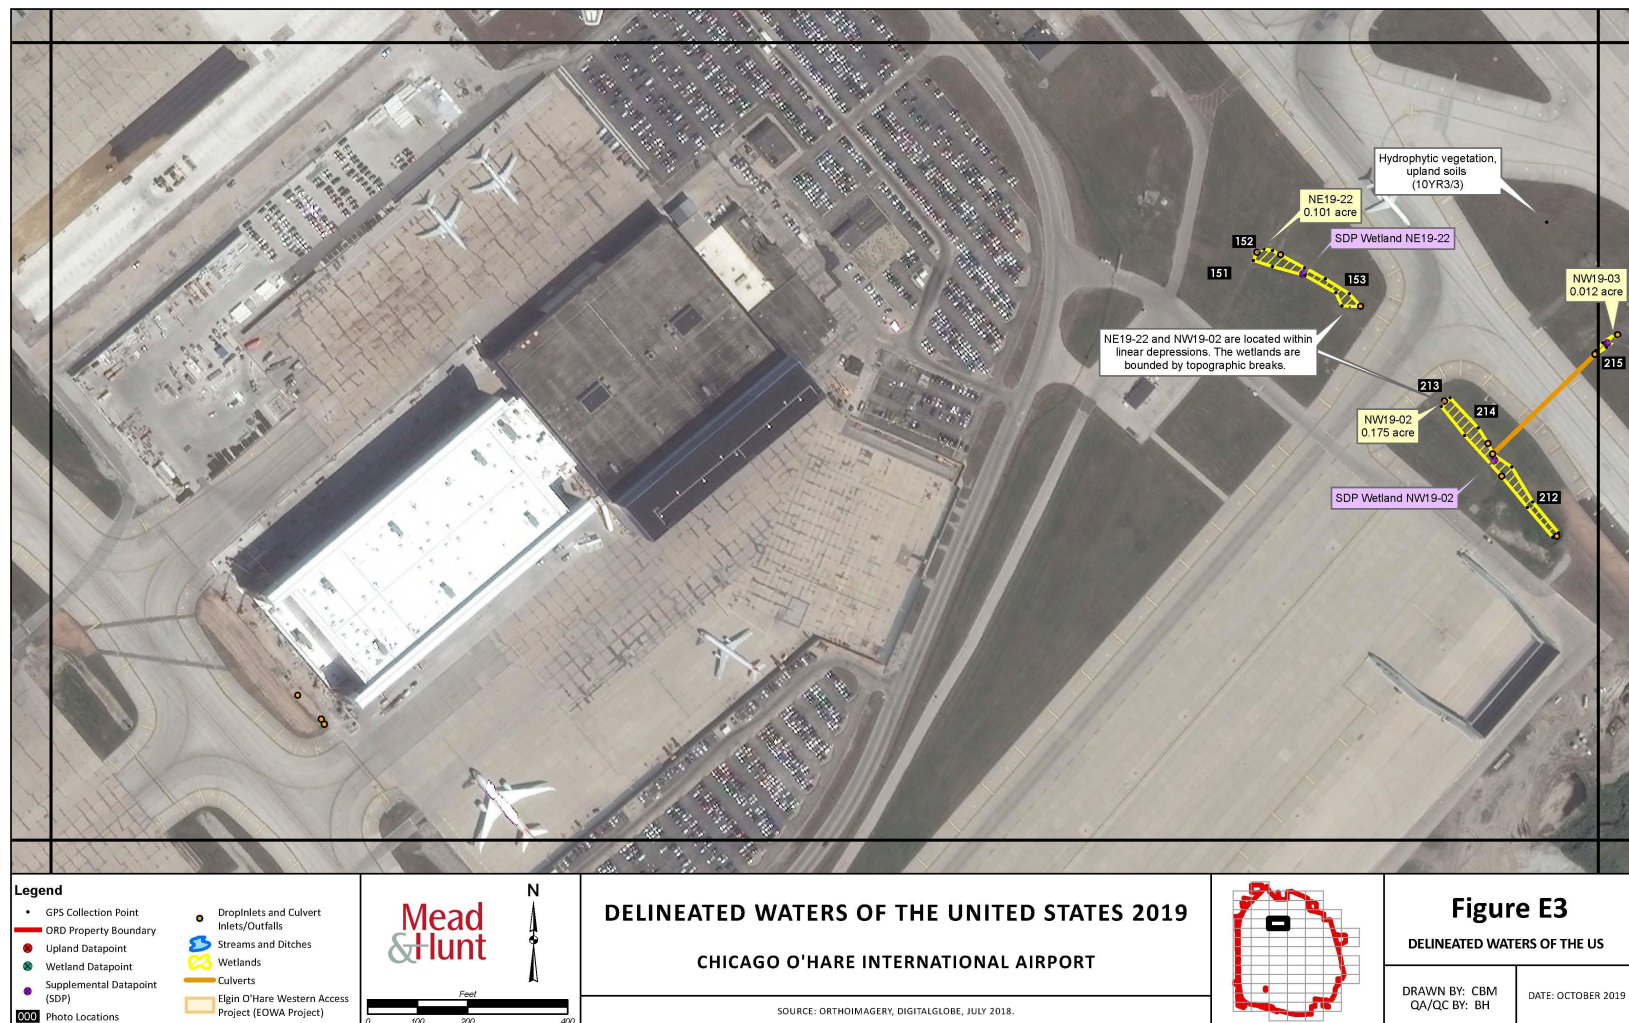 Hydrophytic vegetation,
upland soils
(10YR3/3)
NE19-22
0.101 acre
SDP Wetland NE19-22
152
151
153
NW19-03
0.012 acre
215
NE19-22 and NW19-02 are located within
linear depressions. The wetlands are
bounded by topographic breaks.
213
214
NW19-02
0.175 acre
SDP Wetland NW19-02
212
Legend
GPS Collection Point
ORD Property Boundary
Upland Datapoint
Wetland Datapoint
Supplemental Datapoint
(SDP)
000 Photo Locations
DropInlets and Culvert
Inlets/Outfalls
Streams and Ditches
Wetlands
Culverts
Elgin O'Hare Western Access
Project (EOWA Project)
Mead
&Hunt
N
Feet
0 100 200 400
DELINEATED WATERS OF THE UNITED STATES 2019
CHICAGO O'HARE INTERNATIONAL AIRPORT
SOURCE: ORTHOIMAGERY, DIGITALGLOBE, JULY 2018.
Figure E3
DELINEATED WATERS OF THE US
DRAWN BY: CBM
QA/QC BY: BH
DATE: OCTOBER 2019